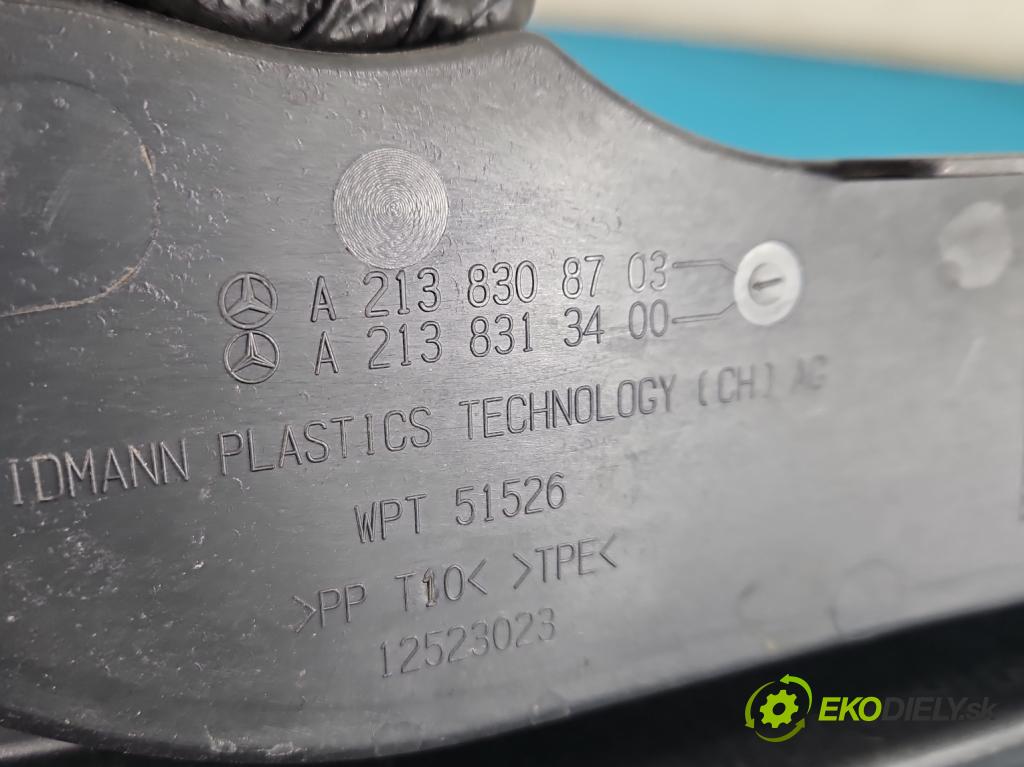 A 213 830 87 03
A 213 831 34 00
IDMANN PLASTICS TECHNOLOGY (CH) AG
WPT 51526
>PP T10< >TPE<
12523023
EKODIELY.sk